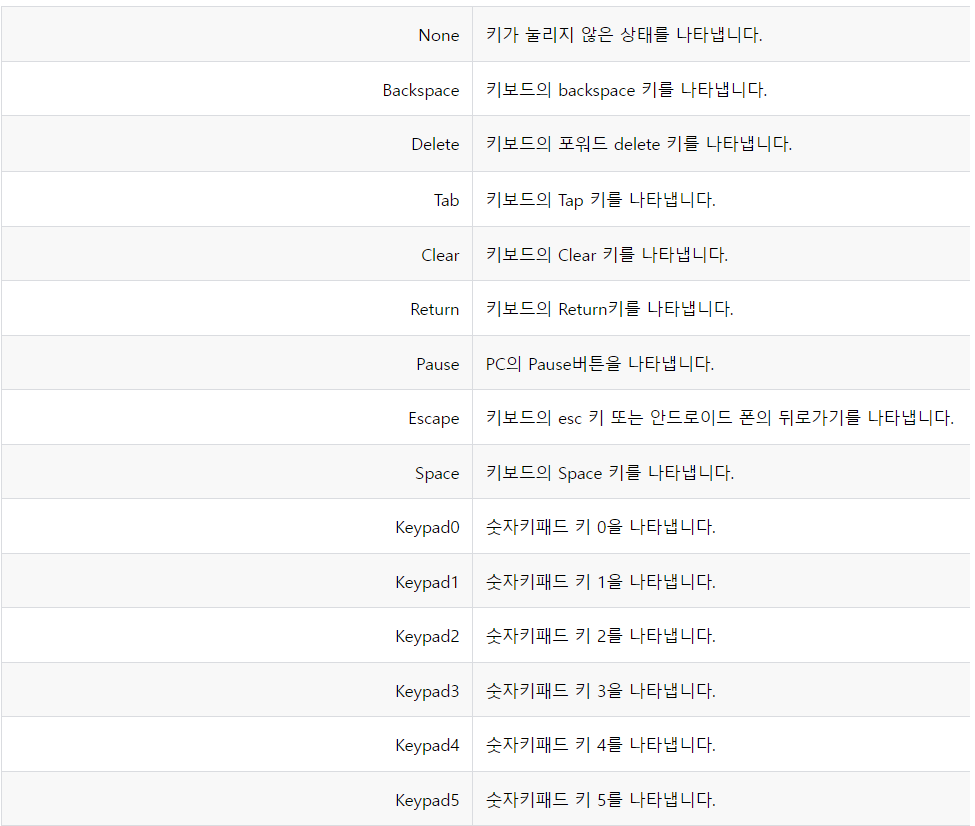 None 키가 눌리지 않은 상태를 나타냅니다.
Backspace 키보드의 backspace 키를 나타냅니다.
Delete 키보드의 포워드 delete 키를 나타냅니다.
Tab 키보드의 Tap 키를 나타냅니다.
Clear 키보드의 Clear 키를 나타냅니다.
Return 키보드의 Return키를 나타냅니다.
Pause PC의 Pause버튼을 나타냅니다.
Escape 키보드의 esc 키 또는 안드로이드 폰의 뒤로가기를 나타냅니다.
Space 키보드의 Space 키를 나타냅니다.
Keypad0 숫자키패드 키 0을 나타냅니다.
Keypad1 숫자키패드 키 1을 나타냅니다.
Keypad2 숫자키패드 키 2를 나타냅니다.
Keypad3 숫자키패드 키 3을 나타냅니다.
Keypad4 숫자키패드 키 4를 나타냅니다.
Keypad5 숫자키패드 키 5를 나타냅니다.